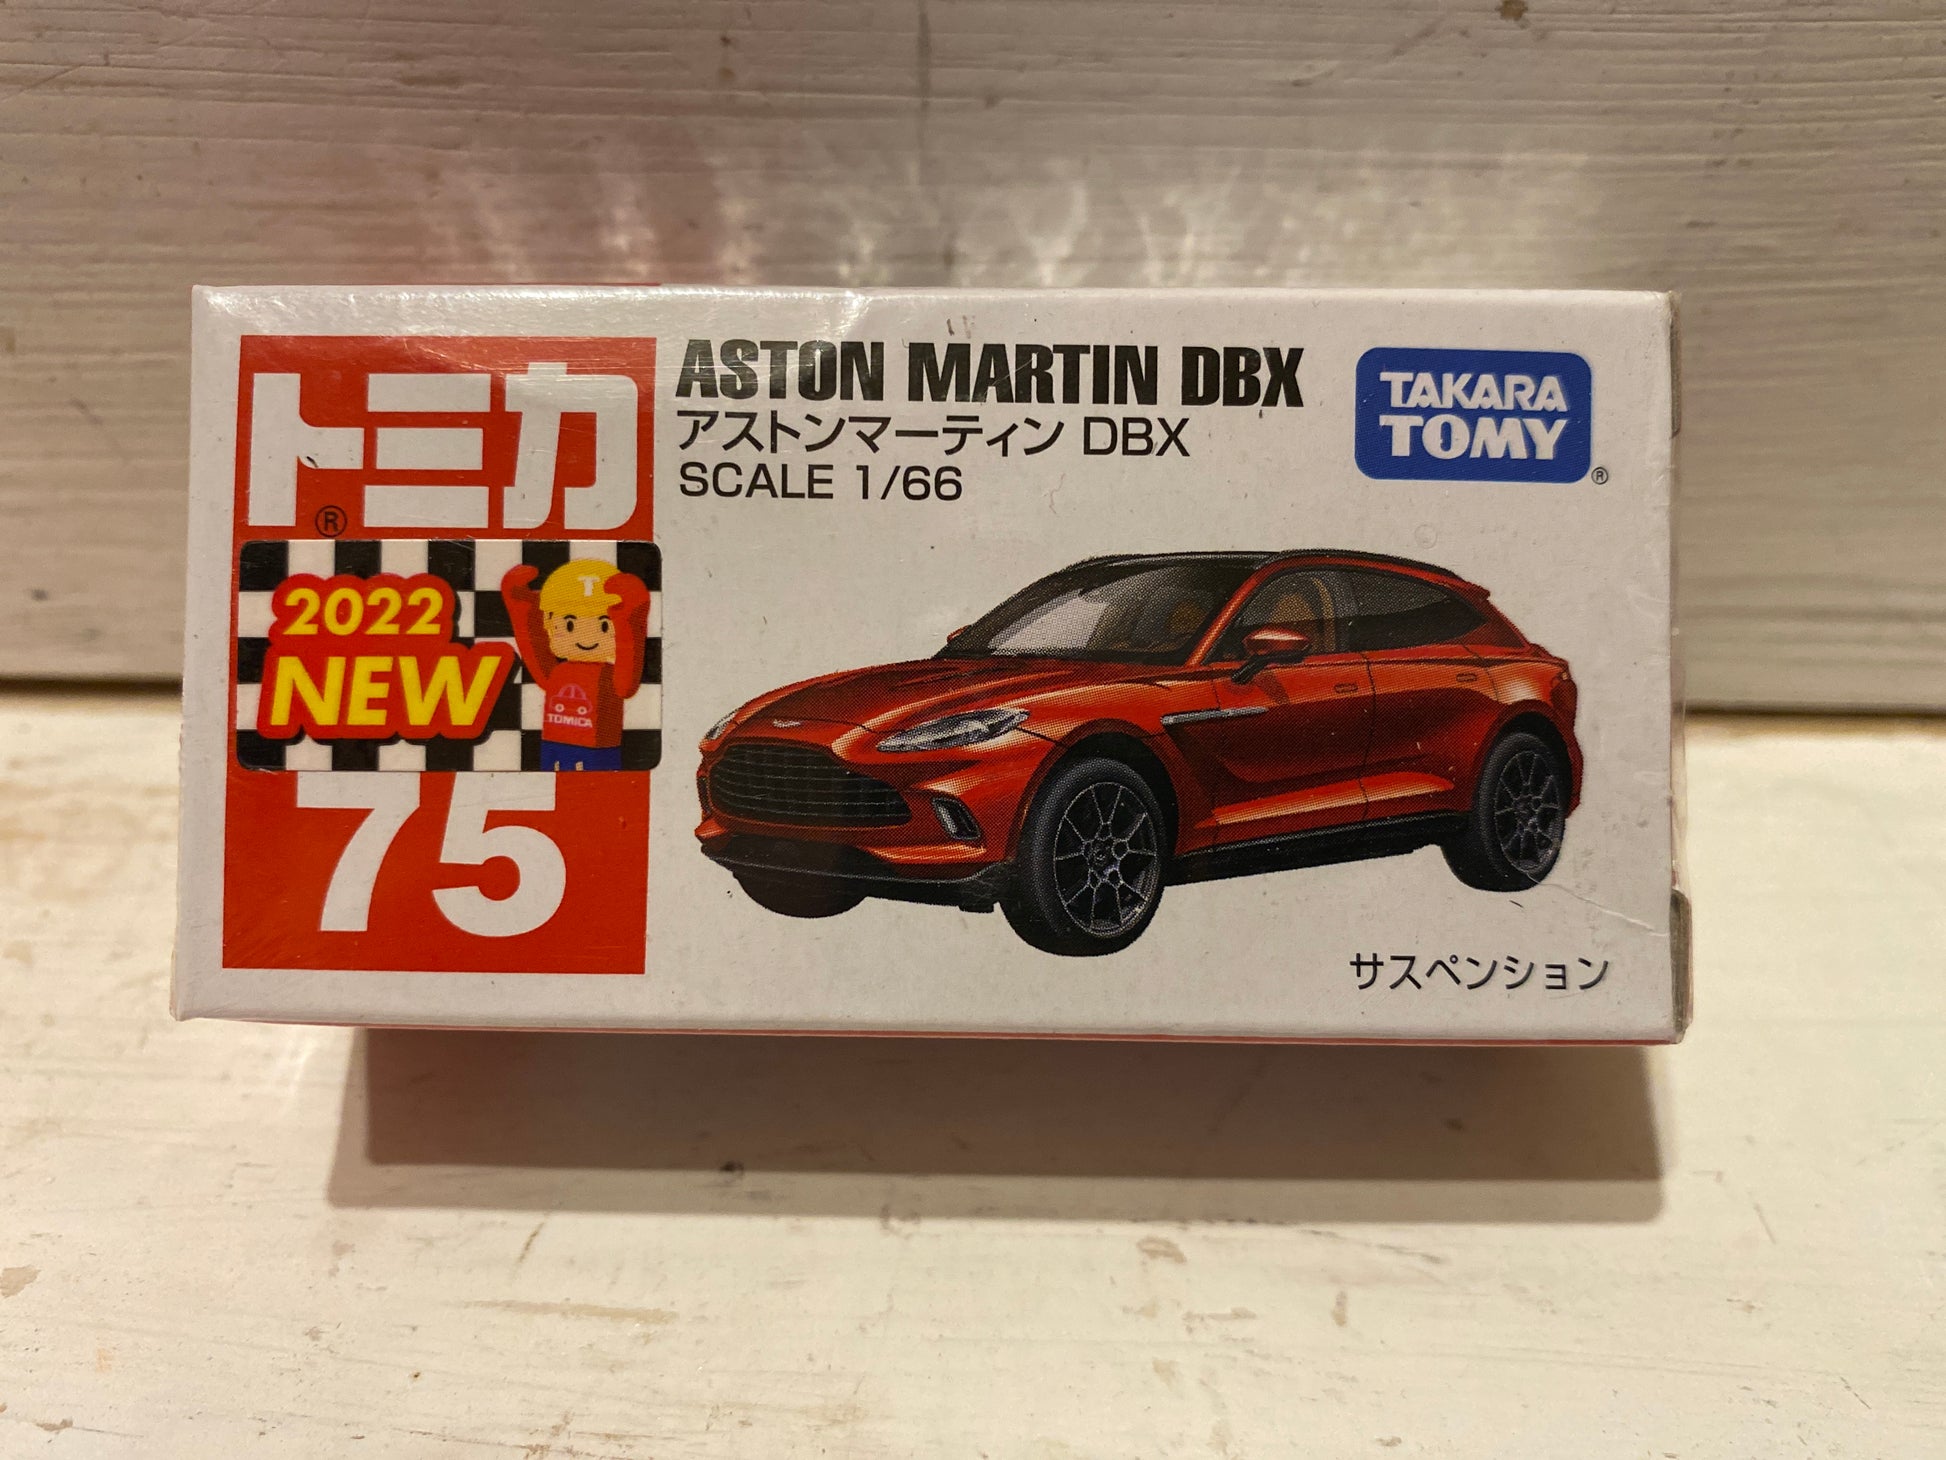 トミカ
®
2022
NEW
T
TOMICA
75
ASTON MARTIN DBX
アストンマーティン DBX
SCALE 1/66
TAKARA
TOMY
®
サスペンション